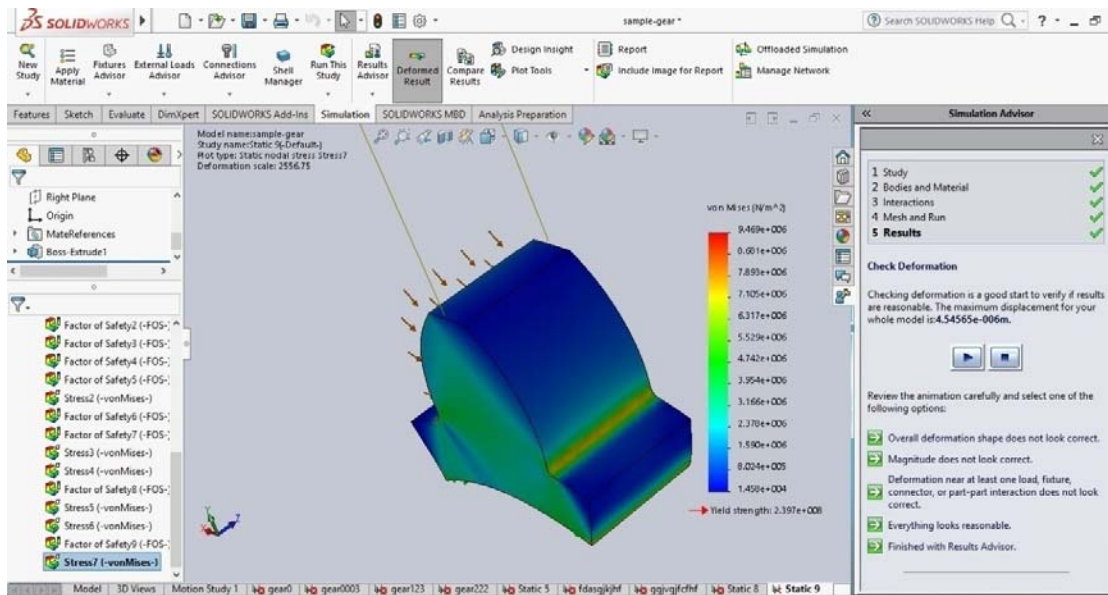 SOLIDWORKS
sample-gear *
Search SOLIDWORKS Help
New Study
Apply Material
Fixtures Advisor
External Loads Advisor
Connections Advisor
Shell Manager
Run This Study
Results Advisor
Deformed Result
Compare Results
Design Insight
Plot Tools
Report
Include Image for Report
Offloaded Simulation
Manage Network
Features
Sketch
Evaluate
DimXpert
SOLIDWORKS Add-Ins
Simulation
SOLIDWORKS MBD
Analysis Preparation
Right Plane
Origin
MateReferences
Boss-Extrude1
Factor of Safety2 (-FOS-)
Factor of Safety3 (-FOS-)
Factor of Safety4 (-FOS-)
Factor of Safety5 (-FOS-)
Stress2 (-vonMises-)
Factor of Safety6 (-FOS-)
Factor of Safety7 (-FOS-)
Stress3 (-vonMises-)
Stress4 (-vonMises-)
Factor of Safety8 (-FOS-)
Stress5 (-vonMises-)
Stress6 (-vonMises-)
Factor of Safety9 (-FOS-)
Stress7 (-vonMises-)
Model name:sample-gear
Study name:Static 9(-Default-)
Plot type: Static nodal stress Stress7
Deformation scale: 2556.75
von Mises (N/m^2)
9.469e+006
8.681e+006
7.893e+006
7.105e+006
6.317e+006
5.529e+006
4.742e+006
3.954e+006
3.166e+006
2.378e+006
1.590e+006
8.024e+005
1.458e+004
Yield strength: 2.397e+008
Simulation Advisor
1 Study
2 Bodies and Material
3 Interactions
4 Mesh and Run
5 Results
Check Deformation
Checking deformation is a good start to verify if results
are reasonable. The maximum displacement for your
whole model is:4.54565e-006m.
Review the animation carefully and select one of the
following options:
Overall deformation shape does not look correct.
Magnitude does not look correct.
Deformation near at least one load, fixture,
connector, or part-part interaction does not look
correct.
Everything looks reasonable.
Finished with Results Advisor.
Model
3D Views
Motion Study 1
gear0
gear0003
gear123
gear222
Static 5
Static 8
Static 9